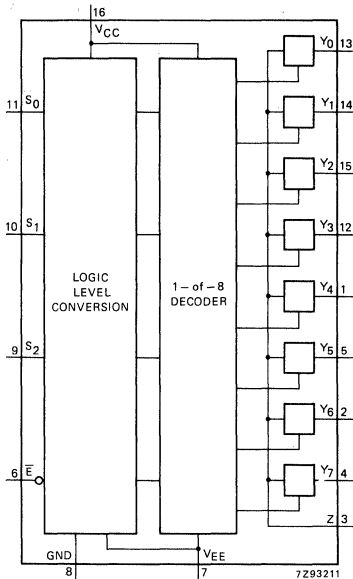 16
VCC
Y0 13
11 S0
Y1 14
Y2 15
10 S1
Y3 12
LOGIC
LEVEL
CONVERSION
1-of-8
DECODER
Y4 1
9 S2
Y5 5
Y6 2
6 E̅
Y7 4
Z 3
GND
VEE
8
7
7Z93211